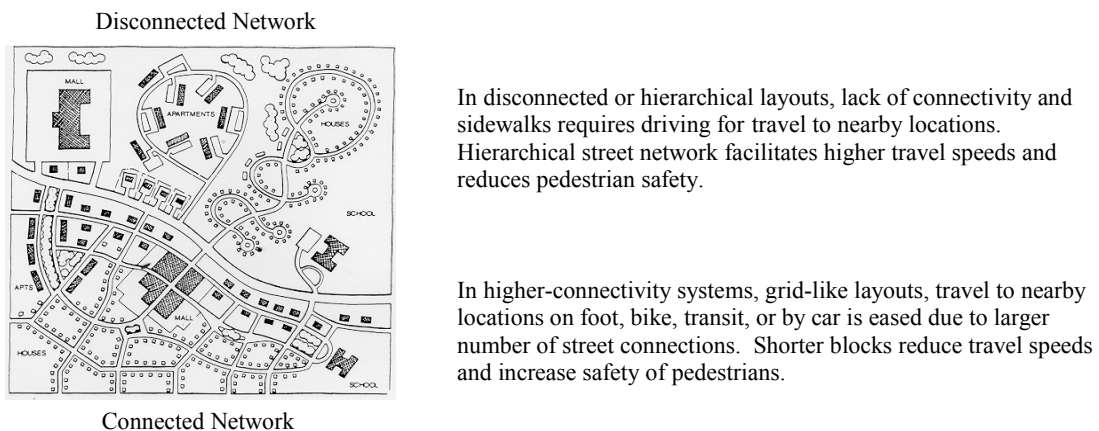 Disconnected Network
MALL
APARTMENTS
HOUSES
SCHOOL
In disconnected or hierarchical layouts, lack of connectivity and
sidewalks requires driving for travel to nearby locations.
Hierarchical street network facilitates higher travel speeds and
reduces pedestrian safety.
APTS
MALL
HOUSES
SCHOOL
In higher-connectivity systems, grid-like layouts, travel to nearby
locations on foot, bike, transit, or by car is eased due to larger
number of street connections.  Shorter blocks reduce travel speeds
and increase safety of pedestrians.
Connected Network